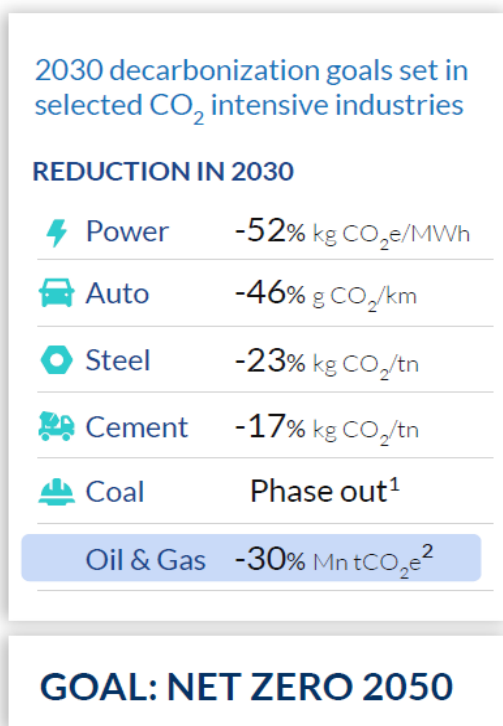 2030 decarbonization goals set in
selected CO₂ intensive industries
REDUCTION IN 2030
Power -52% kg CO₂e/MWh
Auto -46% g CO₂/km
Steel -23% kg CO₂/tn
Cement -17% kg CO₂/tn
Coal Phase out¹
Oil & Gas -30% Mn tCO₂e²
GOAL: NET ZERO 2050